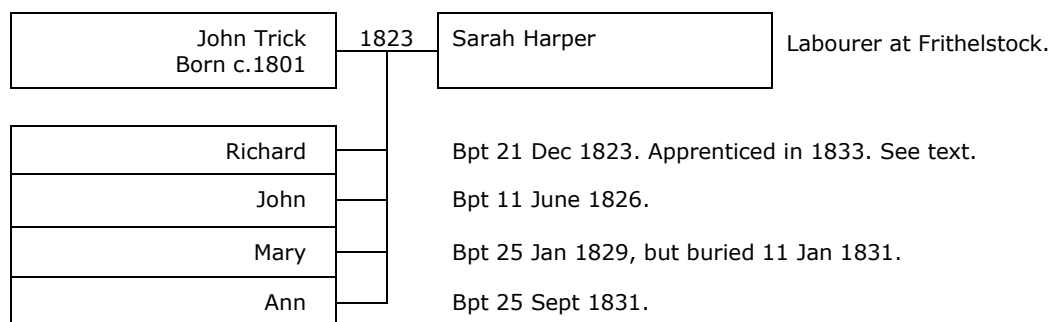 John Trick 1823 Sarah Harper Labourer at Frithelstock.
Born c.1801
Richard Bpt 21 Dec 1823. Apprenticed in 1833. See text.
John Bpt 11 June 1826.
Mary Bpt 25 Jan 1829, but buried 11 Jan 1831.
Ann Bpt 25 Sept 1831.